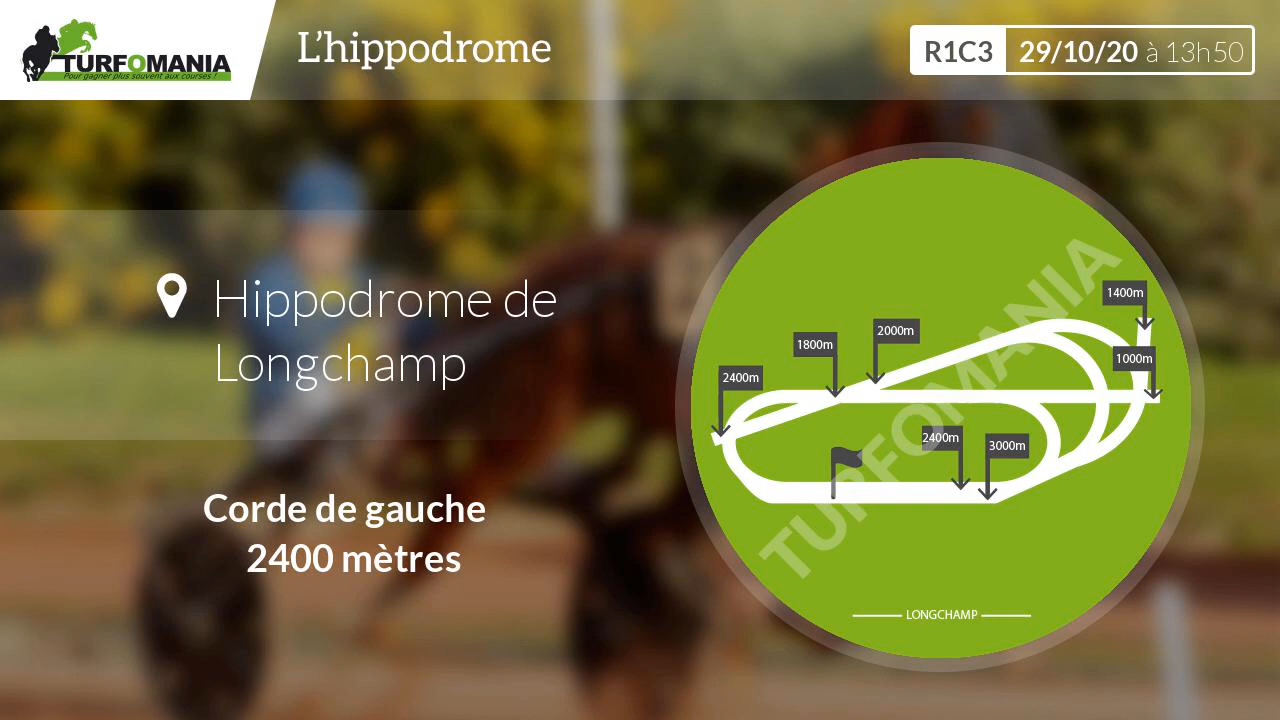 TURFOMANIA
Pour gagner plus souvent aux courses !
L'hippodrome
R1C3 29/10/20 à 13h50
Hippodrome de
Longchamp
Corde de gauche
2400 mètres
1400m
2000m
1800m
1000m
2400m
2400m
3000m
TURFOMANIA
LONGCHAMP